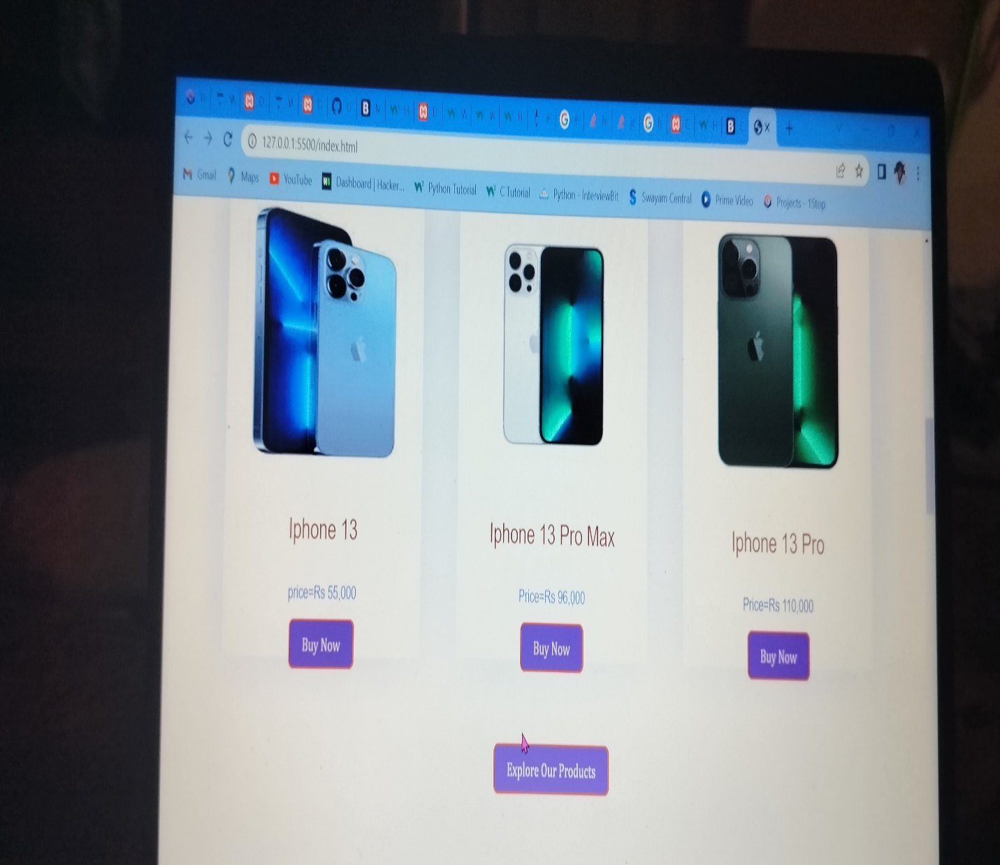 127.0.0.1:5500/index.html
Gmail Maps YouTube Dashboard | Hacker... Python Tutorial C Tutorial Python - InterviewBit Swayam Central Prime Video Projects - 1Stop
Iphone 13 Iphone 13 Pro Max Iphone 13 Pro
price=Rs 55,000 Price=Rs 96,000 Price=Rs 110,000
Buy Now Buy Now Buy Now
Explore Our Products